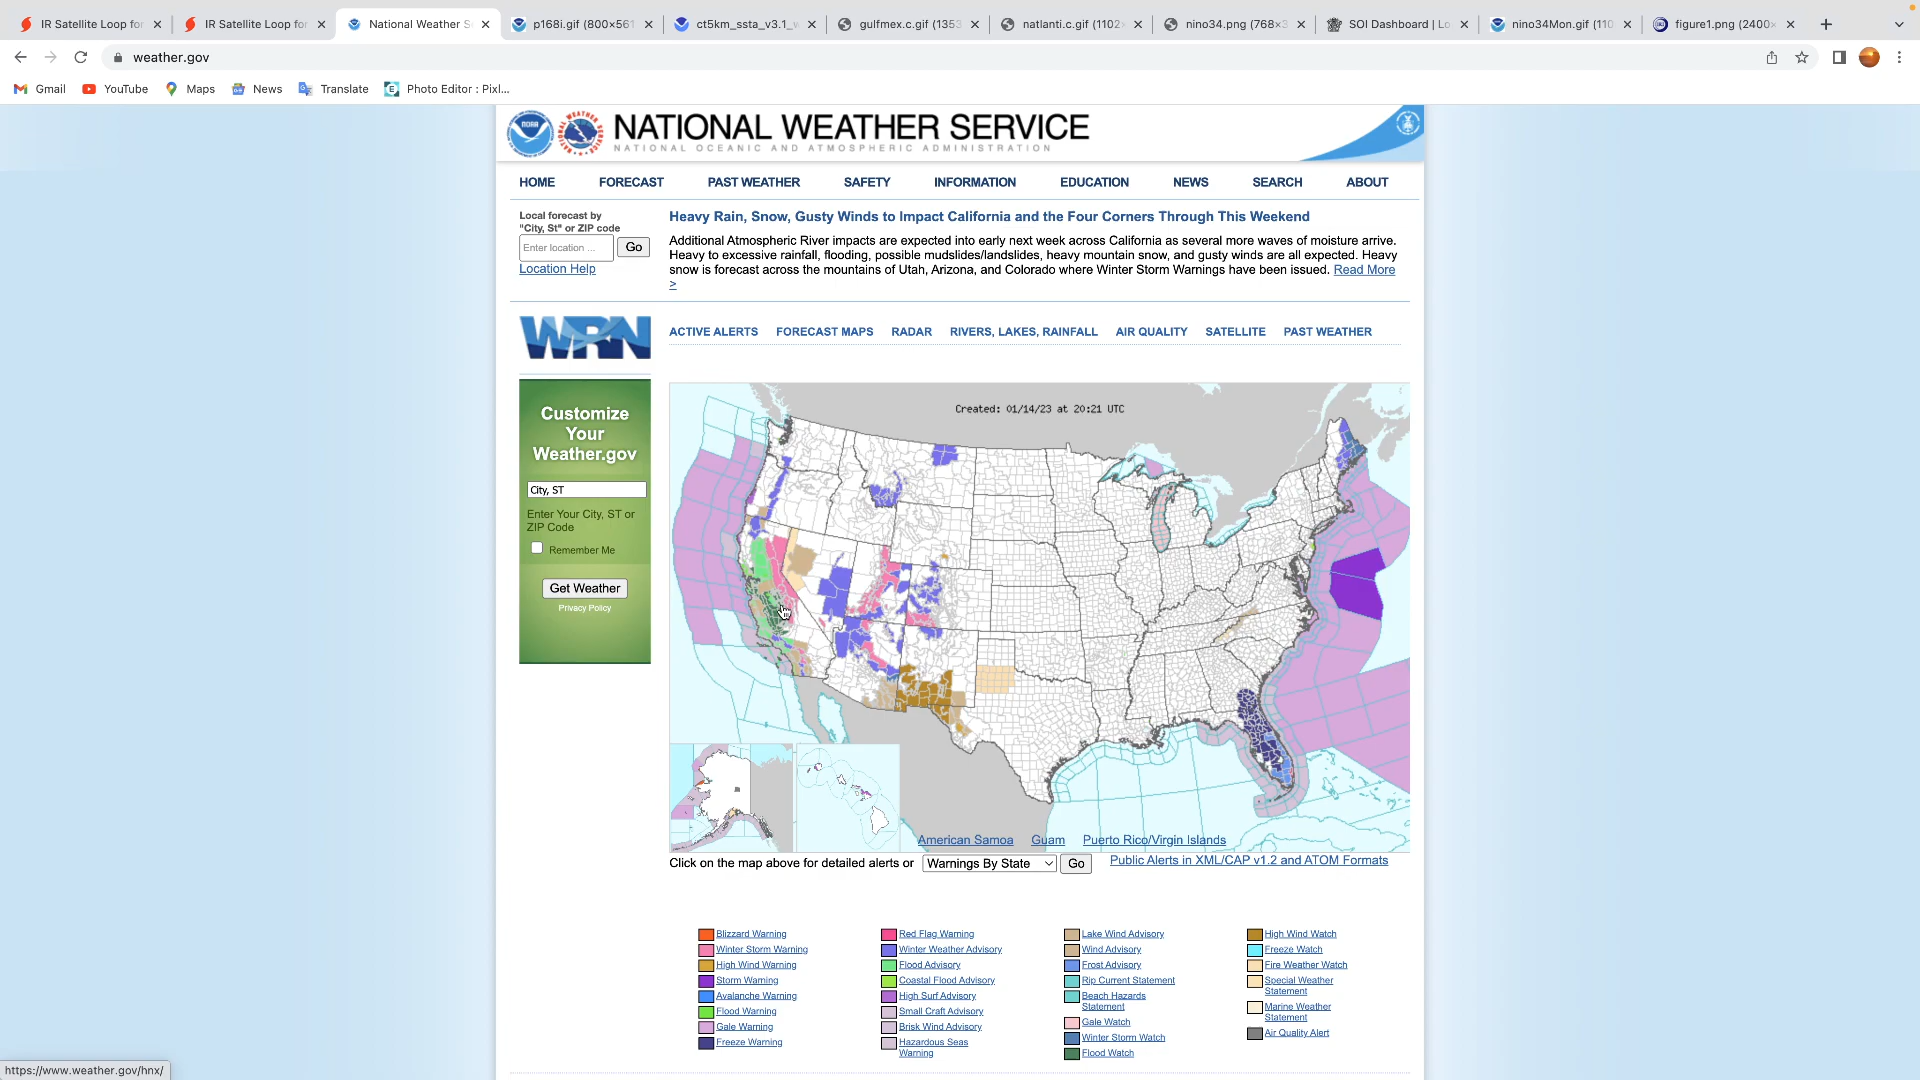 IR Satellite Loop for
IR Satellite Loop for
National Weather S
p168i.gif (800×561
ct5km_ssta_v3.1_
gulfmex.c.gif (1353
natlanti.c.gif (1102
nino34.png (768×3
SOI Dashboard | Lo
nino34Mon.gif (110
figure1.png (2400×
weather.gov
Gmail
YouTube
Maps
News
Translate
Photo Editor : Pixl...
NOAA
NATIONAL WEATHER SERVICE
NATIONAL OCEANIC AND ATMOSPHERIC ADMINISTRATION
HOME
FORECAST
PAST WEATHER
SAFETY
INFORMATION
EDUCATION
NEWS
SEARCH
ABOUT
Local forecast by
"City, St" or ZIP code
Enter location ...
Go
Location Help
Heavy Rain, Snow, Gusty Winds to Impact California and the Four Corners Through This Weekend
Additional Atmospheric River impacts are expected into early next week across California as several more waves of moisture arrive.
Heavy to excessive rainfall, flooding, possible mudslides/landslides, heavy mountain snow, and gusty winds are all expected. Heavy
snow is forecast across the mountains of Utah, Arizona, and Colorado where Winter Storm Warnings have been issued. Read More
>
WRN
ACTIVE ALERTS
FORECAST MAPS
RADAR
RIVERS, LAKES, RAINFALL
AIR QUALITY
SATELLITE
PAST WEATHER
Customize
Your
Weather.gov
City, ST
Enter Your City, ST or
ZIP Code
Remember Me
Get Weather
Privacy Policy
Created: 01/14/23 at 20:21 UTC
American Samoa
Guam
Puerto Rico/Virgin Islands
Click on the map above for detailed alerts or
Warnings By State
Go
Public Alerts in XML/CAP v1.2 and ATOM Formats
Blizzard Warning
Winter Storm Warning
High Wind Warning
Storm Warning
Avalanche Warning
Flood Warning
Gale Warning
Freeze Warning
Red Flag Warning
Winter Weather Advisory
Flood Advisory
Coastal Flood Advisory
High Surf Advisory
Small Craft Advisory
Brisk Wind Advisory
Hazardous Seas
Warning
Lake Wind Advisory
Wind Advisory
Frost Advisory
Rip Current Statement
Beach Hazards
Statement
Gale Watch
Winter Storm Watch
Flood Watch
High Wind Watch
Freeze Watch
Fire Weather Watch
Special Weather
Statement
Marine Weather
Statement
Air Quality Alert
https://www.weather.gov/hnx/